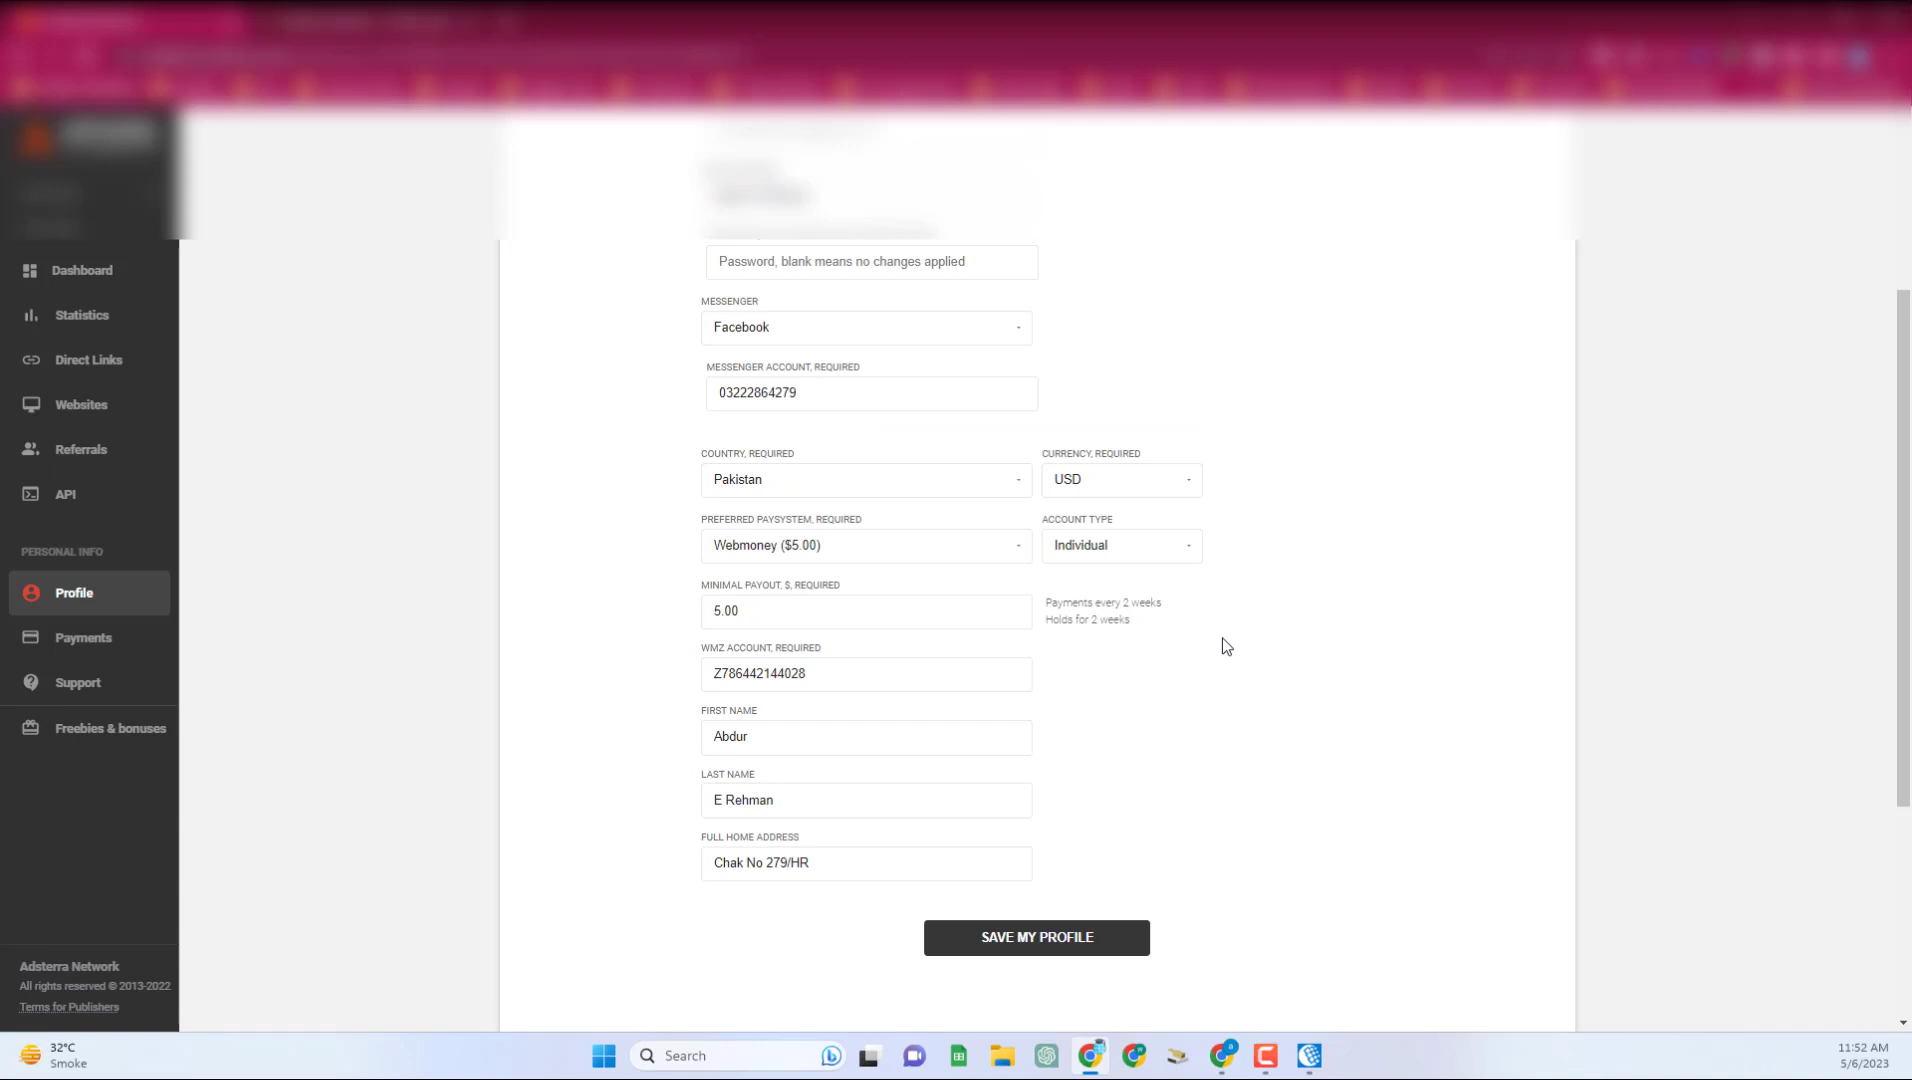 Dashboard
Statistics
Direct Links
Websites
Referrals
API
PERSONAL INFO
Profile
Payments
Support
Freebies & bonuses
Adsterra Network
All rights reserved © 2013-2022
Terms for Publishers
Password, blank means no changes applied
MESSENGER
Facebook
MESSENGER ACCOUNT, REQUIRED
03222864279
COUNTRY, REQUIRED
Pakistan
CURRENCY, REQUIRED
USD
PREFERRED PAYSYSTEM, REQUIRED
Webmoney ($5.00)
ACCOUNT TYPE
Individual
MINIMAL PAYOUT, $, REQUIRED
5.00
Payments every 2 weeks
Holds for 2 weeks
WMZ ACCOUNT, REQUIRED
Z786442144028
FIRST NAME
Abdur
LAST NAME
E Rehman
FULL HOME ADDRESS
Chak No 279/HR
SAVE MY PROFILE
32°C
Smoke
Search
11:52 AM
5/6/2023